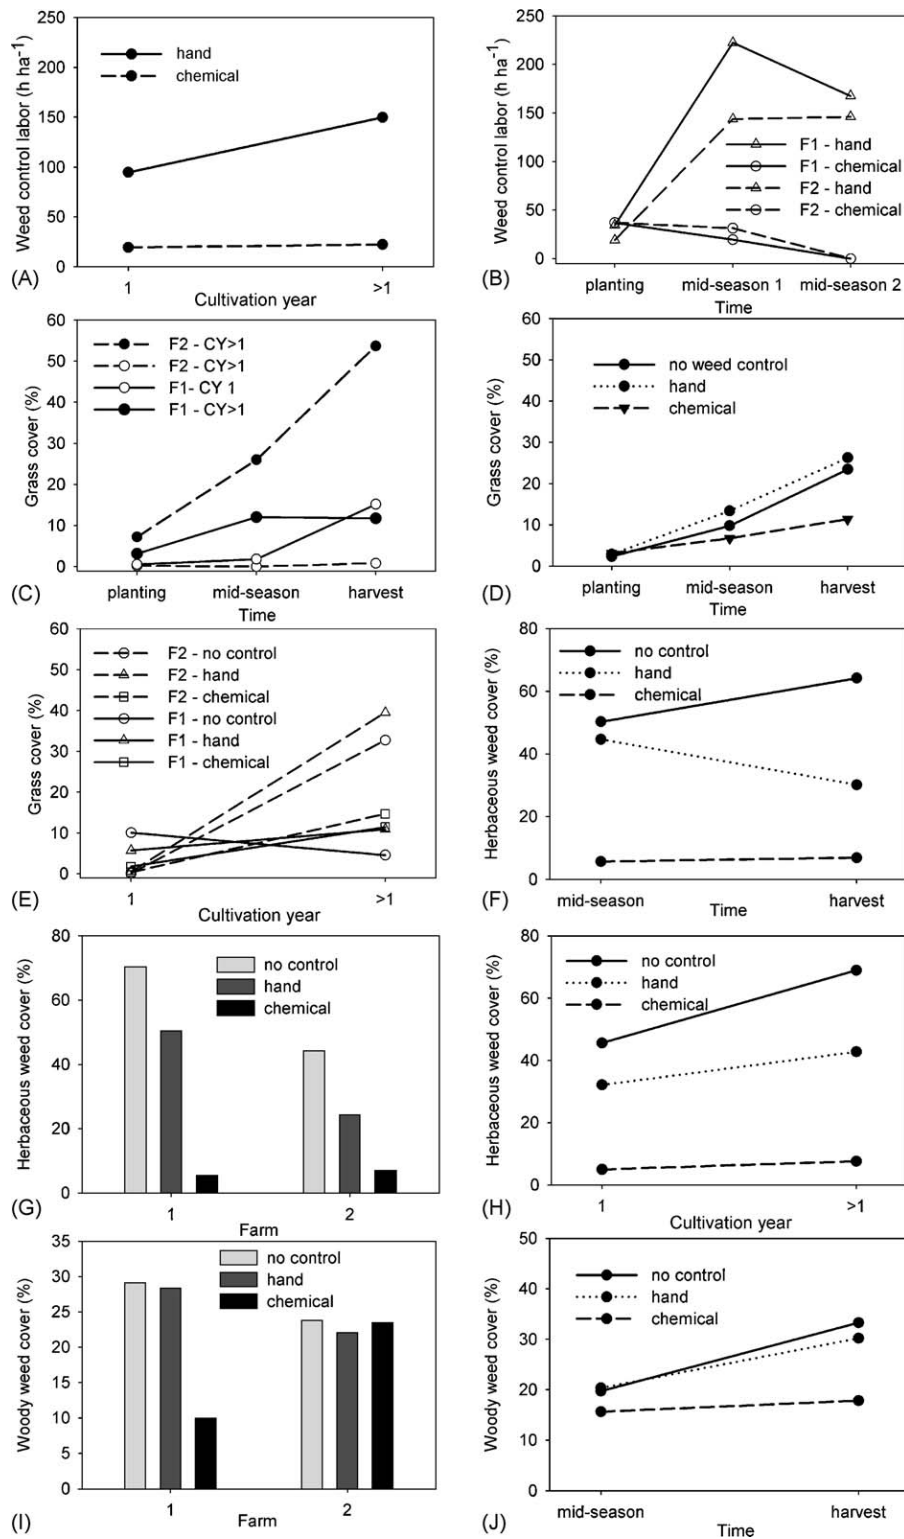 250
200
150
100
50
0
Weed control labor (h ha⁻¹)
hand
chemical
1
>1
Cultivation year
(A)
250
200
150
100
50
0
Weed control labor (h ha⁻¹)
F1 - hand
F1 - chemical
F2 - hand
F2 - chemical
planting
mid-season 1
mid-season 2
Time
(B)
60
50
40
30
20
10
0
Grass cover (%)
F2 - CY>1
F2 - CY>1
F1- CY 1
F1 - CY>1
planting
mid-season
harvest
Time
(C)
60
50
40
30
20
10
0
Grass cover (%)
no weed control
hand
chemical
planting
mid-season
harvest
Time
(D)
60
50
40
30
20
10
0
Grass cover (%)
F2 - no control
F2 - hand
F2 - chemical
F1 - no control
F1 - hand
F1 - chemical
1
>1
Cultivation year
(E)
80
60
40
20
0
Herbaceous weed cover (%)
no control
hand
chemical
mid-season
harvest
Time
(F)
80
60
40
20
0
Herbaceous weed cover (%)
no control
hand
chemical
1
2
Farm
(G)
80
60
40
20
0
Herbaceous weed cover (%)
no control
hand
chemical
1
>1
Cultivation year
(H)
35
30
25
20
15
10
5
0
Woody weed cover (%)
no control
hand
chemical
1
2
Farm
(I)
50
40
30
20
10
0
Woody weed cover (%)
no control
hand
chemical
mid-season
harvest
Time
(J)